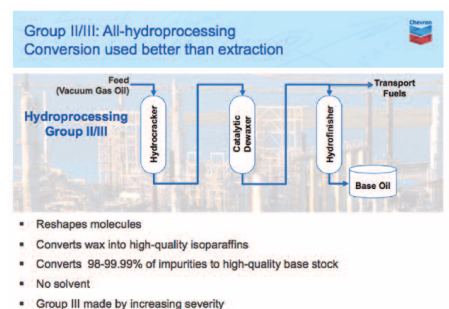 Group II/III: All-hydroprocessing
Conversion used better than extraction
Chevron
Feed
(Vacuum Gas Oil)
Transport
Fuels
Hydroprocessing
Group II/III
Hydrocracker
Catalytic
Dewaxer
Hydrofinisher
Base Oil
▪ Reshapes molecules
▪ Converts wax into high-quality isoparaffins
▪ Converts 98-99.99% of impurities to high-quality base stock
▪ No solvent
▪ Group III made by increasing severity